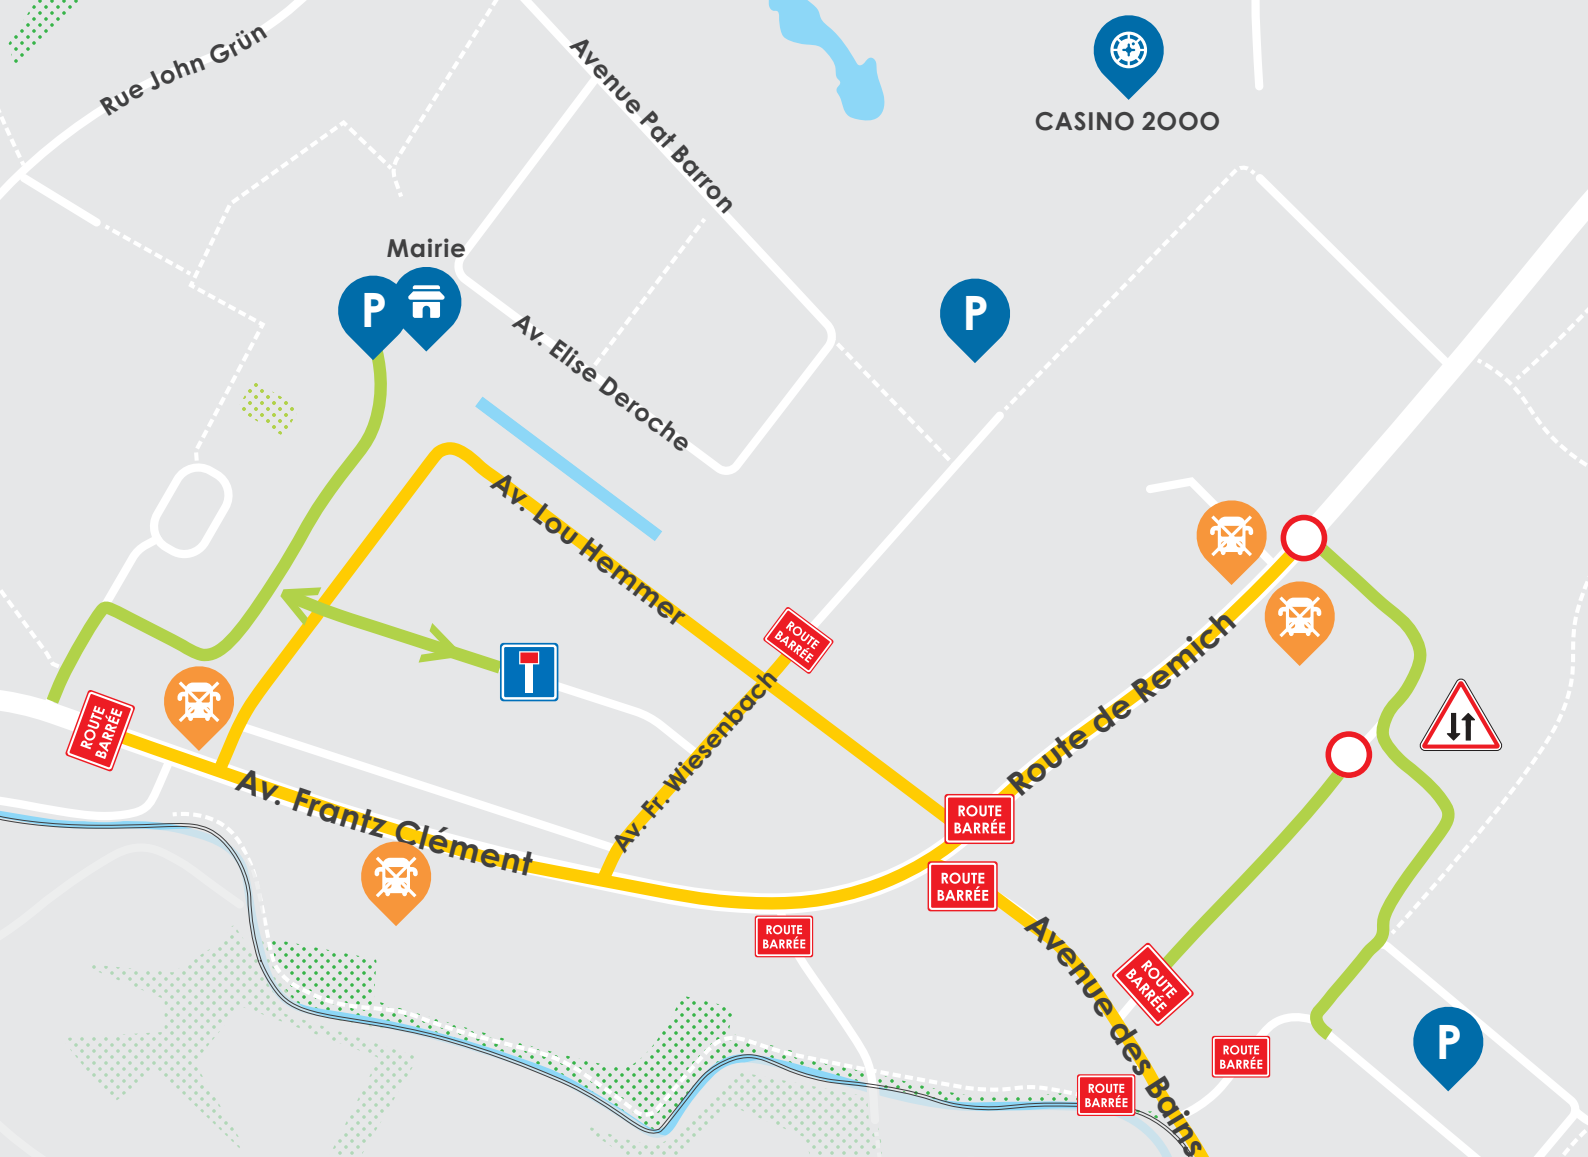 Rue John Grün
Avenue Pat Barron
CASINO 2000
Mairie
P
P
Av. Elise Deroche
Av. Lou Hemmer
ROUTE
BARRÉE
Av. Fr. Wiesenbach
Route de Remich
ROUTE
BARRÉE
Av. Frantz Clément
ROUTE
BARRÉE
ROUTE
BARRÉE
ROUTE
BARRÉE
Avenue des Bains
ROUTE
BARRÉE
ROUTE
BARRÉE
ROUTE
BARRÉE
P